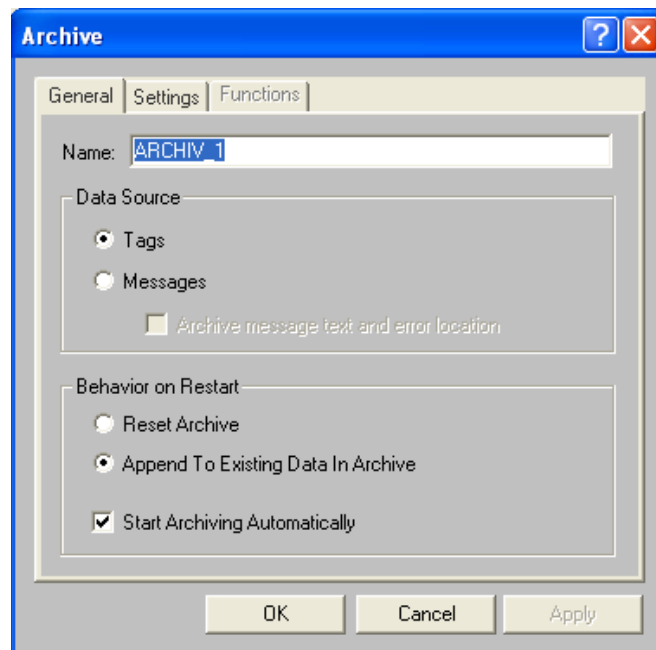 Archive
General Settings Functions
Name: ARCHIV_1
Data Source
Tags
Messages
Archive message text and error location
Behavior on Restart
Reset Archive
Append To Existing Data In Archive
Start Archiving Automatically
OK Cancel Apply